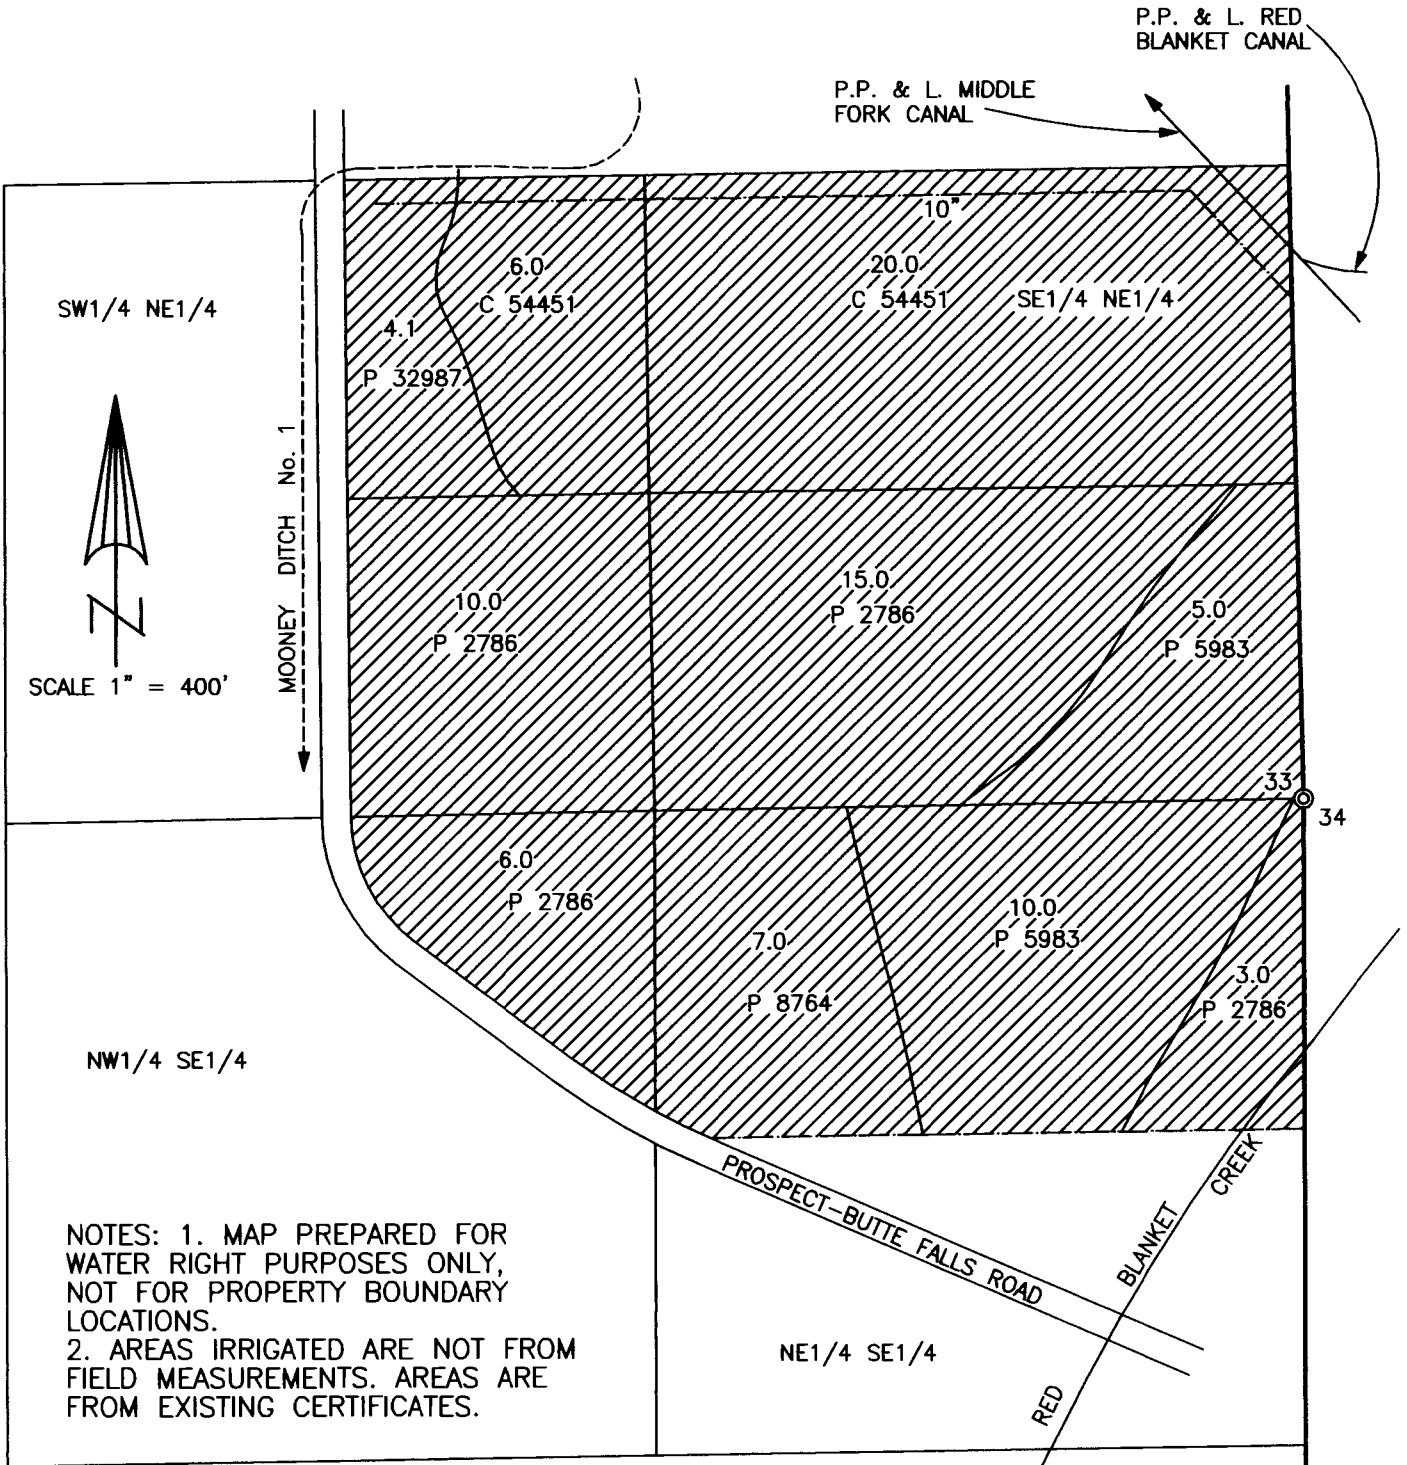 P.P. & L. RED
BLANKET CANAL
P.P. & L. MIDDLE
FORK CANAL
10"
6.0
C 54451
20.0
C 54451
SE1/4 NE1/4
SW1/4 NE1/4
4.1
P 32987
MOONEY DITCH No. 1
N
SCALE 1" = 400'
10.0
P 2786
15.0
P 2786
5.0
P 5983
33
34
6.0
P 2786
7.0
P 8764
10.0
P 5983
3.0
P 2786
NW1/4 SE1/4
PROSPECT-BUTTE FALLS ROAD
RED BLANKET CREEK
NE1/4 SE1/4
NOTES: 1. MAP PREPARED FOR
WATER RIGHT PURPOSES ONLY,
NOT FOR PROPERTY BOUNDARY
LOCATIONS.
2. AREAS IRRIGATED ARE NOT FROM
FIELD MEASUREMENTS. AREAS ARE
FROM EXISTING CERTIFICATES.